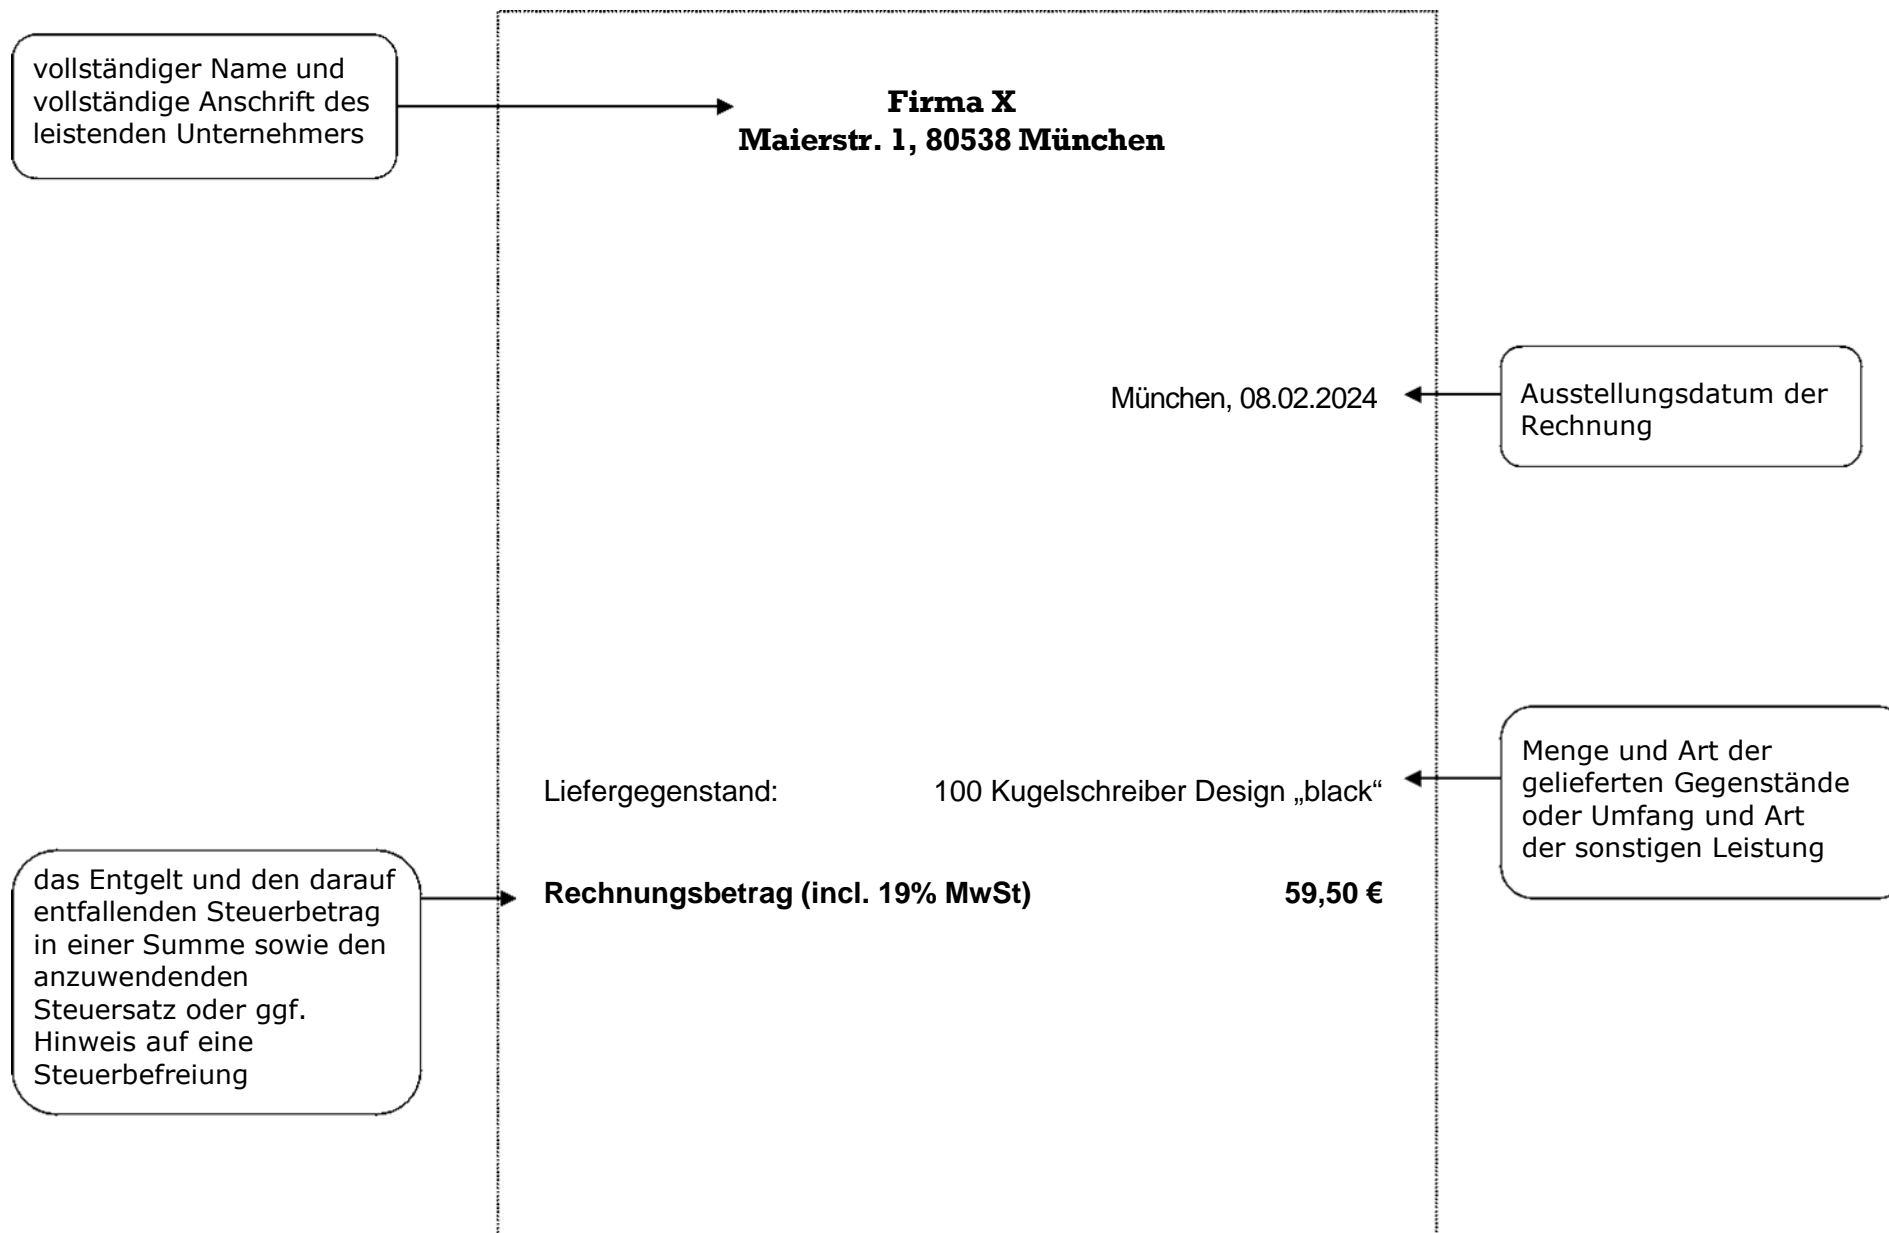 vollständiger Name und
vollständige Anschrift des
leistenden Unternehmers
Firma X
Maierstr. 1, 80538 München
München, 08.02.2024
Ausstellungsdatum der
Rechnung
Liefergegenstand: 100 Kugelschreiber Design „black“
Menge und Art der
gelieferten Gegenstände
oder Umfang und Art
der sonstigen Leistung
das Entgelt und den darauf
entfallenden Steuerbetrag
in einer Summe sowie den
anzuwendenden
Steuersatz oder ggf.
Hinweis auf eine
Steuerbefreiung
Rechnungsbetrag (incl. 19% MwSt) 59,50 €